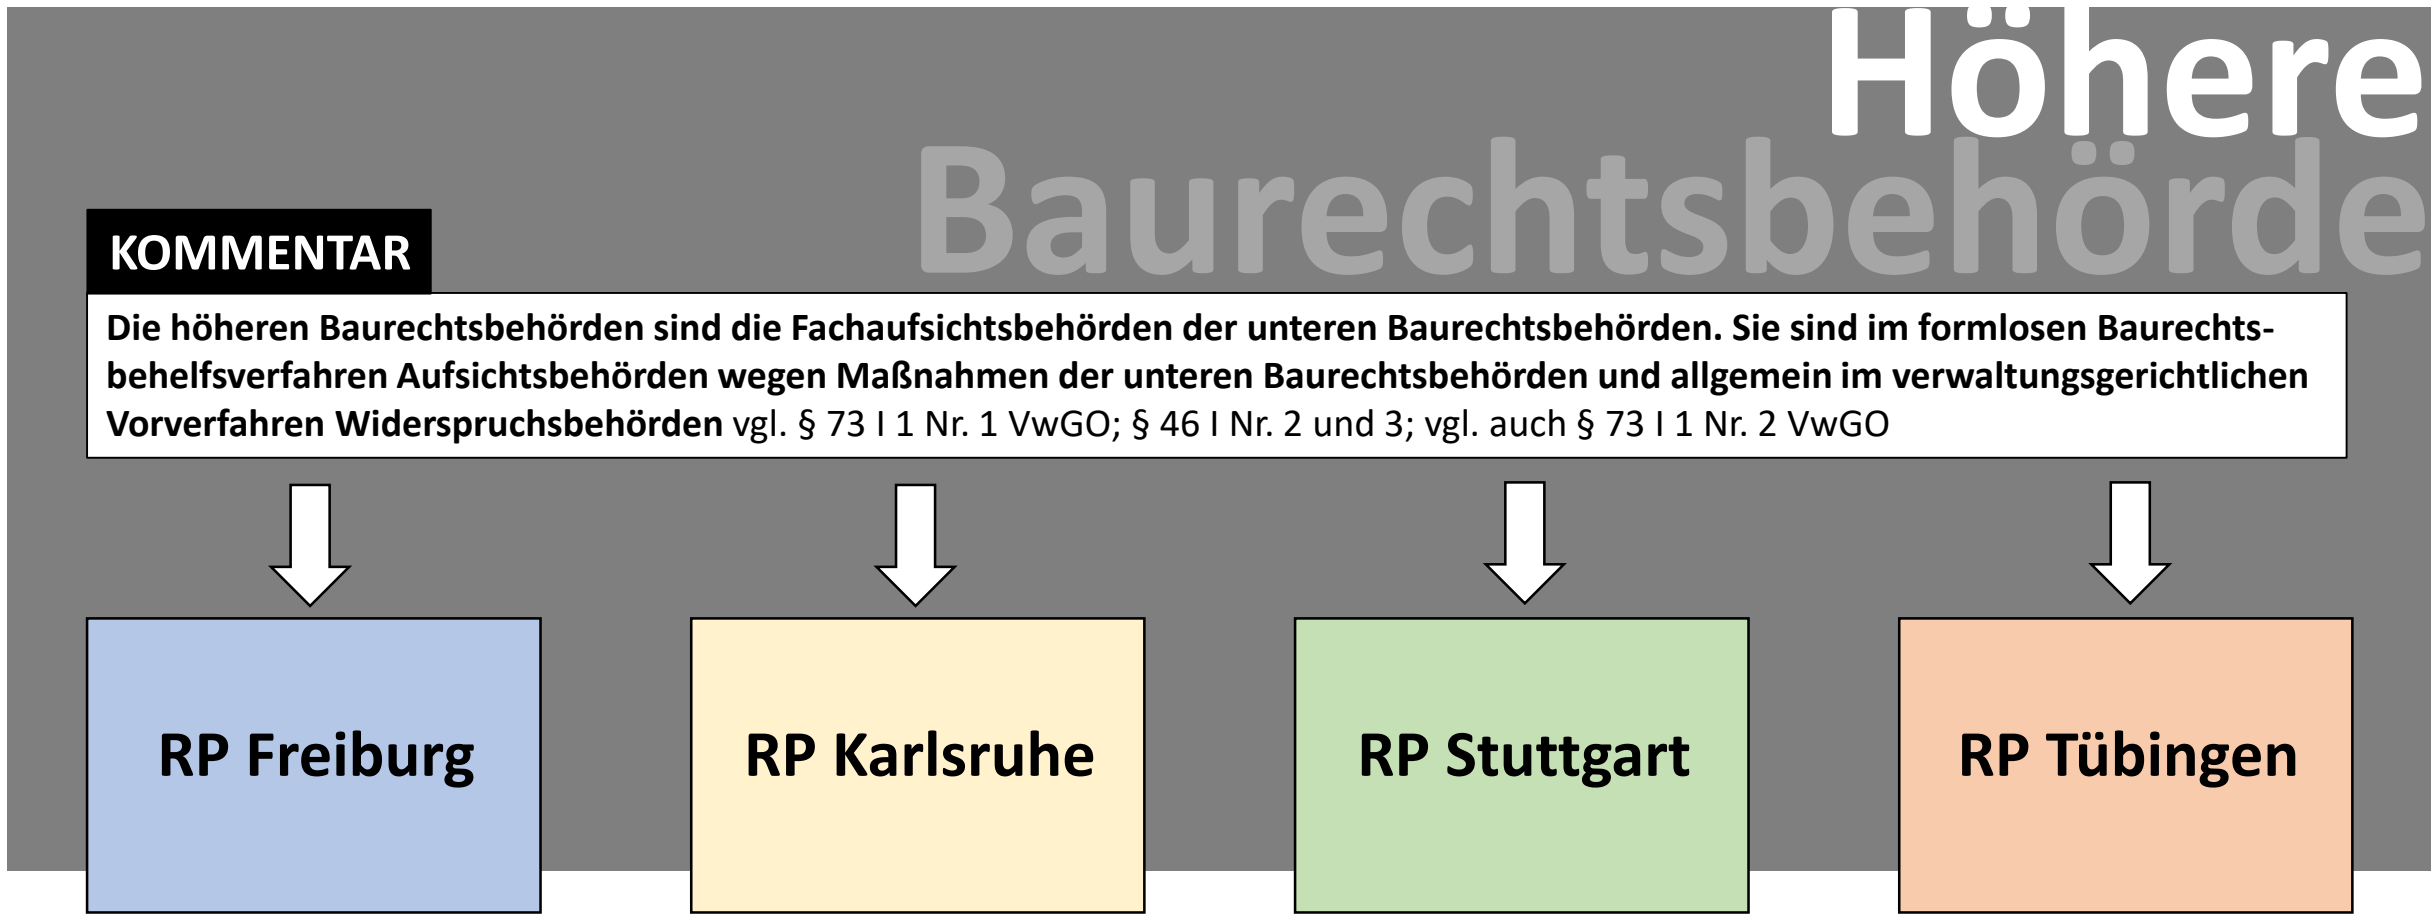 Höhere
Baurechtsbehörde
KOMMENTAR
Die höheren Baurechtsbehörden sind die Fachaufsichtsbehörden der unteren Baurechtsbehörden. Sie sind im formlosen Baurechts-
behelfsverfahren Aufsichtsbehörden wegen Maßnahmen der unteren Baurechtsbehörden und allgemein im verwaltungsgerichtlichen
Vorverfahren Widerspruchsbehörden vgl. § 73 I 1 Nr. 1 VwGO; § 46 I Nr. 2 und 3; vgl. auch § 73 I 1 Nr. 2 VwGO
RP Freiburg
RP Karlsruhe
RP Stuttgart
RP Tübingen